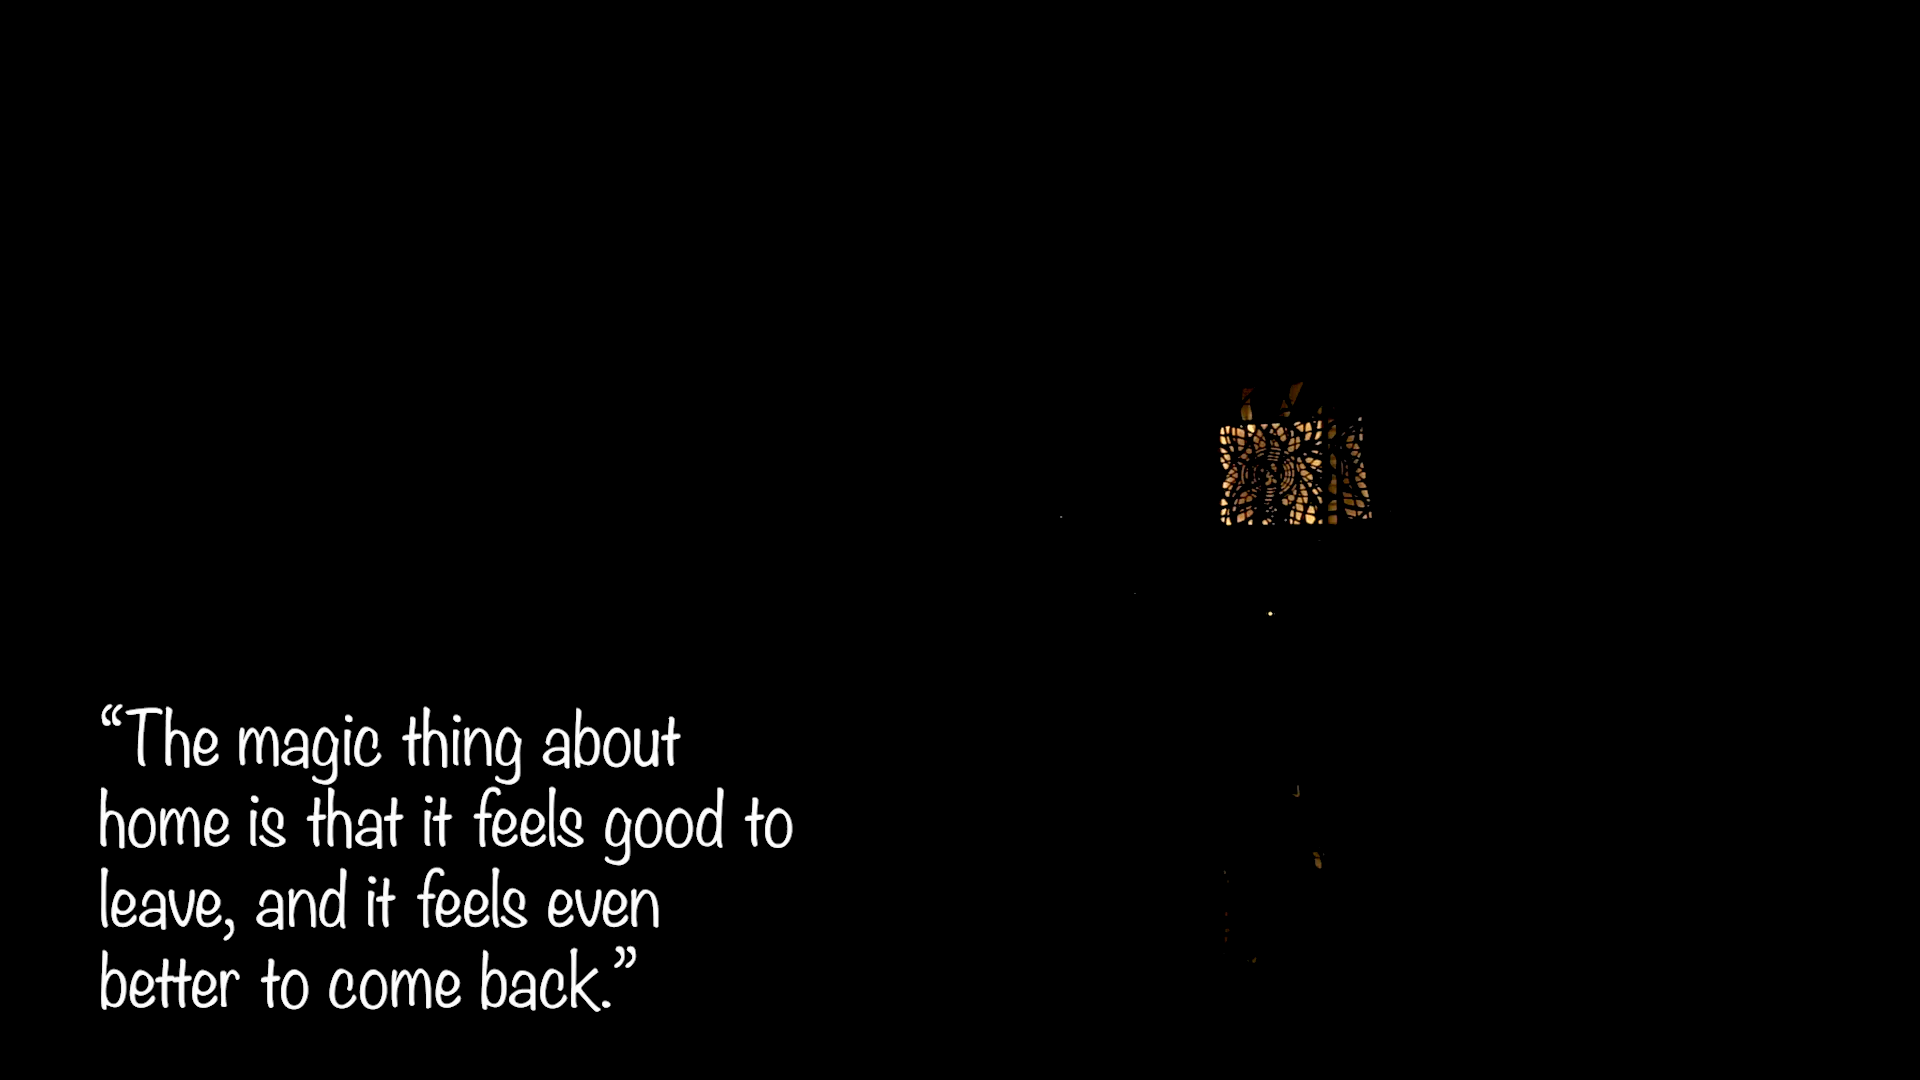 “The magic thing about
home is that it feels good to
leave, and it feels even
better to come back.”